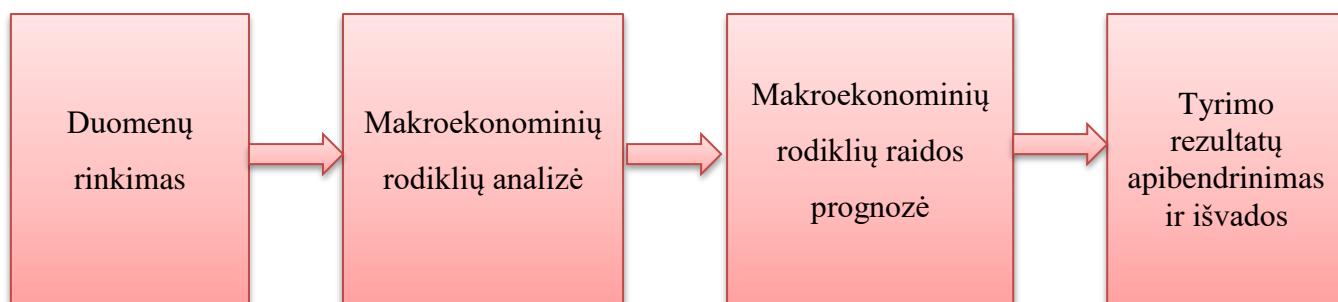 Duomenų
rinkimas
Makroekonominių
rodiklių analizė
Makroekonominių
rodiklių raidos
prognozė
Tyrimo
rezultatų
apibendrinimas
ir išvados